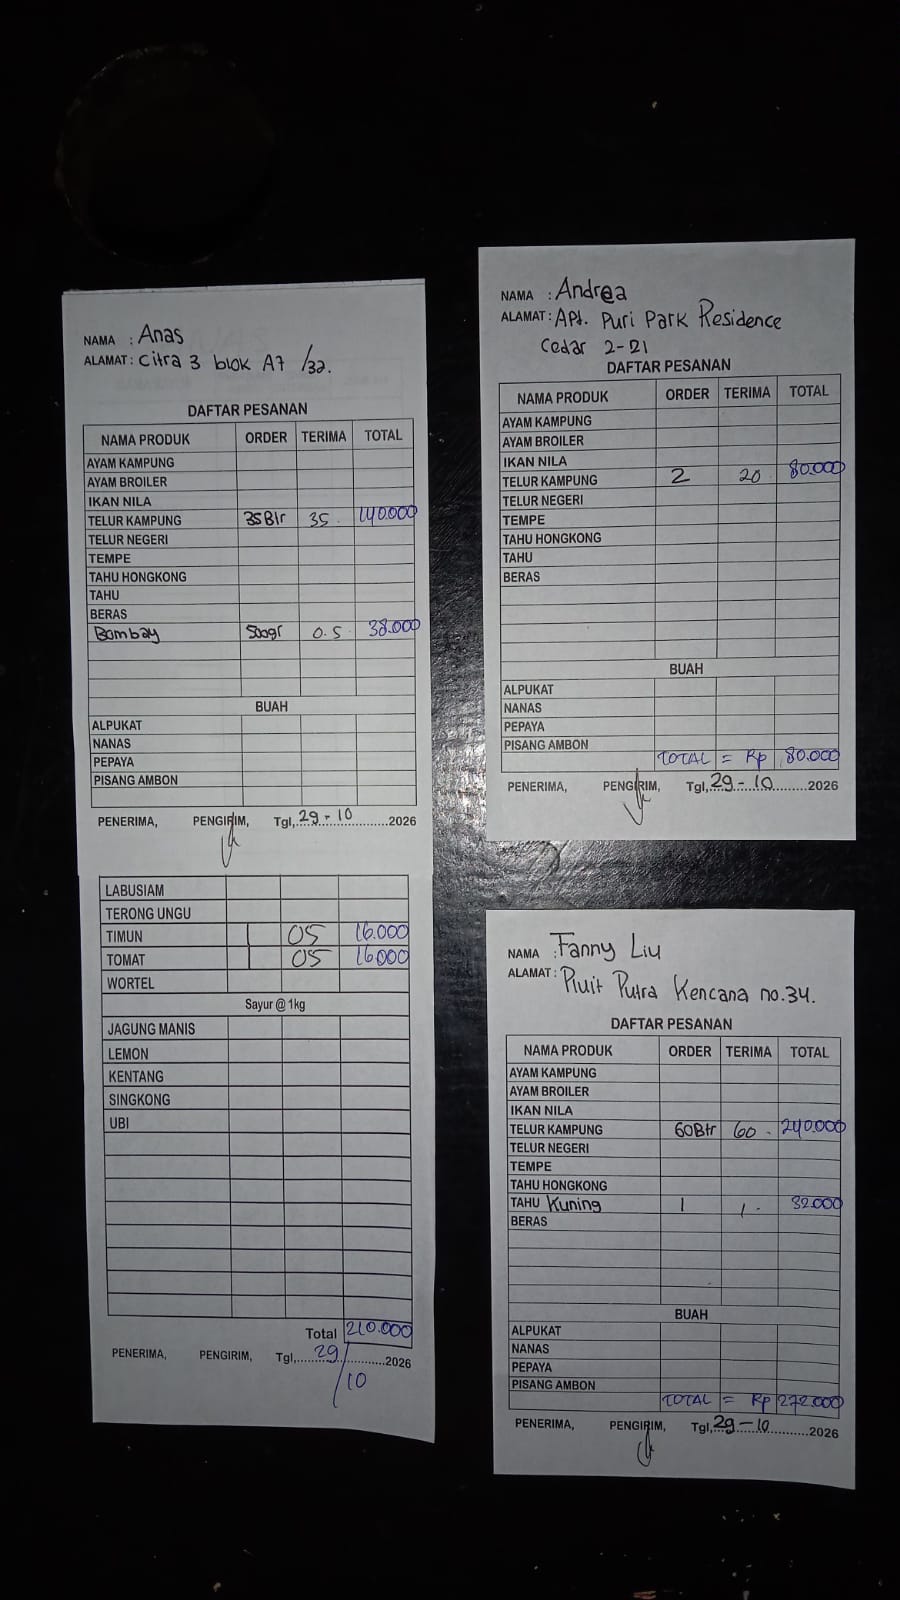 NAMA : Anas
ALAMAT : Citra 3 blok A7 /32.
DAFTAR PESANAN
NAMA PRODUK ORDER TERIMA TOTAL
AYAM KAMPUNG
AYAM BROILER
IKAN NILA
TELUR KAMPUNG 35Blr 35. 140.000
TELUR NEGERI
TEMPE
TAHU HONGKONG
TAHU
BERAS
Bombay 500gr 0.5 38.000
BUAH
ALPUKAT
NANAS
PEPAYA
PISANG AMBON
PENERIMA, PENGIRIM, Tgl,...29-10...2026
LABUSIAM
TERONG UNGU
TIMUN 1 05 16.000
TOMAT 1 05 16.000
WORTEL
Sayur @ 1kg
JAGUNG MANIS
LEMON
KENTANG
SINGKONG
UBI
Total 210.000
PENERIMA, PENGIRIM, Tgl,...29/10...2026
NAMA : Andrea
ALAMAT : Apt. Puri Park Residence
Cedar 2-21
DAFTAR PESANAN
NAMA PRODUK ORDER TERIMA TOTAL
AYAM KAMPUNG
AYAM BROILER
IKAN NILA
TELUR KAMPUNG 2 20. 80.000
TELUR NEGERI
TEMPE
TAHU HONGKONG
TAHU
BERAS
BUAH
ALPUKAT
NANAS
PEPAYA
PISANG AMBON
TOTAL = Rp 80.000
PENERIMA, PENGIRIM, Tgl,...29-10...2026
NAMA : Fanny Liu
ALAMAT : Pluit Putra Kencana no.34.
DAFTAR PESANAN
NAMA PRODUK ORDER TERIMA TOTAL
AYAM KAMPUNG
AYAM BROILER
IKAN NILA
TELUR KAMPUNG 60Btr 60. 240.000
TELUR NEGERI
TEMPE
TAHU HONGKONG
TAHU Kuning 1 1. 32.000
BERAS
BUAH
ALPUKAT
NANAS
PEPAYA
PISANG AMBON
TOTAL = Rp 272.000
PENERIMA, PENGIRIM, Tgl,...29-10...2026